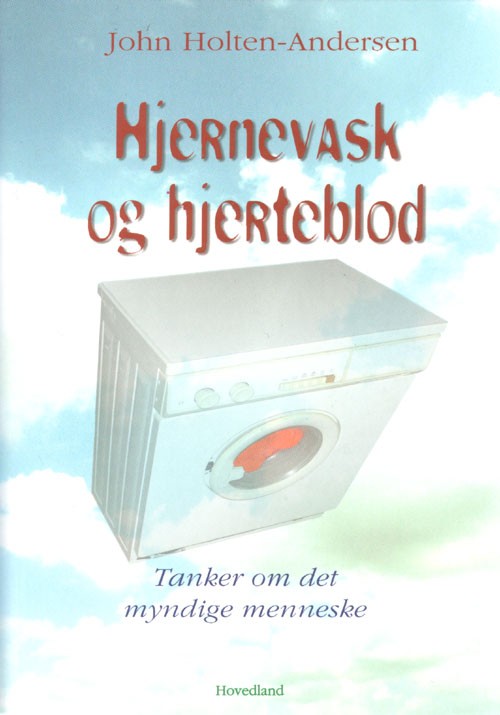 John Holten-Andersen
Hjernevask
og hjerteblod
Tanker om det
myndige menneske
Hovedland